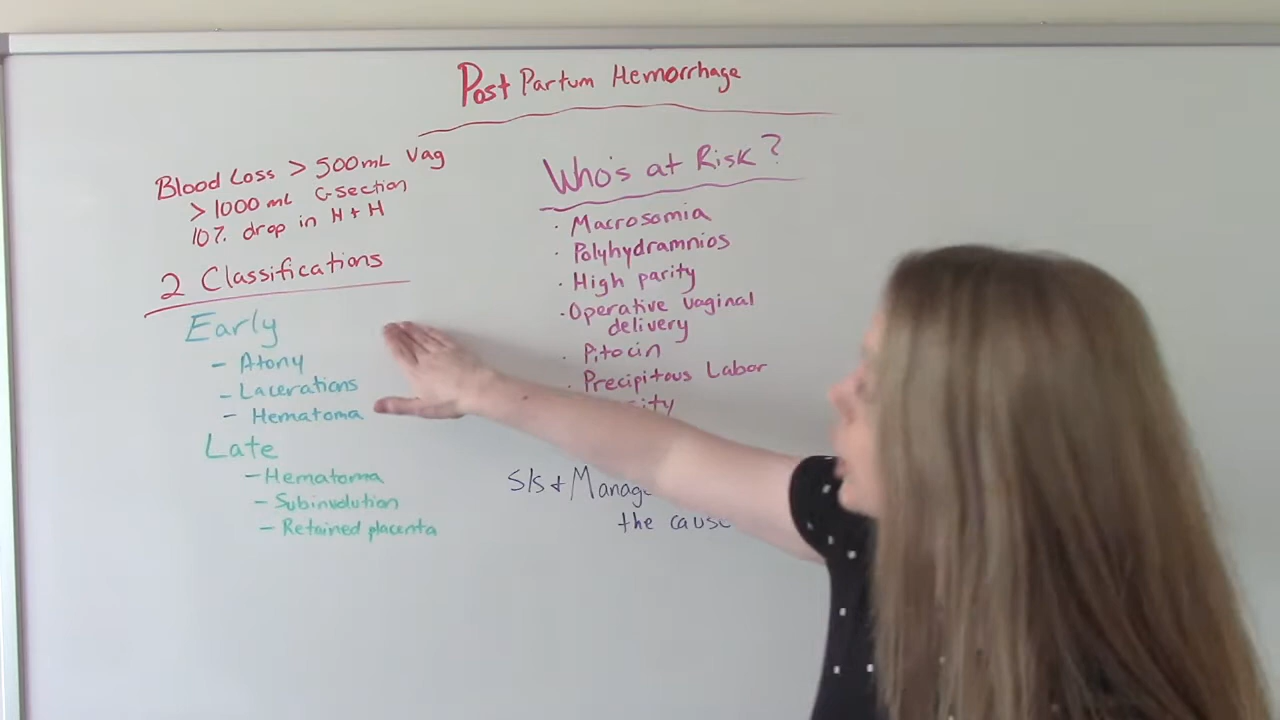 Post Partum Hemorrhage
Blood Loss > 500mL Vag
> 1000 mL C-section
10% drop in H + H
2 Classifications
Early
- Atony
- Lacerations
- Hematoma
Late
- Hematoma
- Subinvolution
- Retained placenta
Who's at Risk?
· Macrosomia
· Polyhydramnios
· High parity
· Operative vaginal
delivery
· Pitocin
· Precipitous Labor
S/S +
the cause